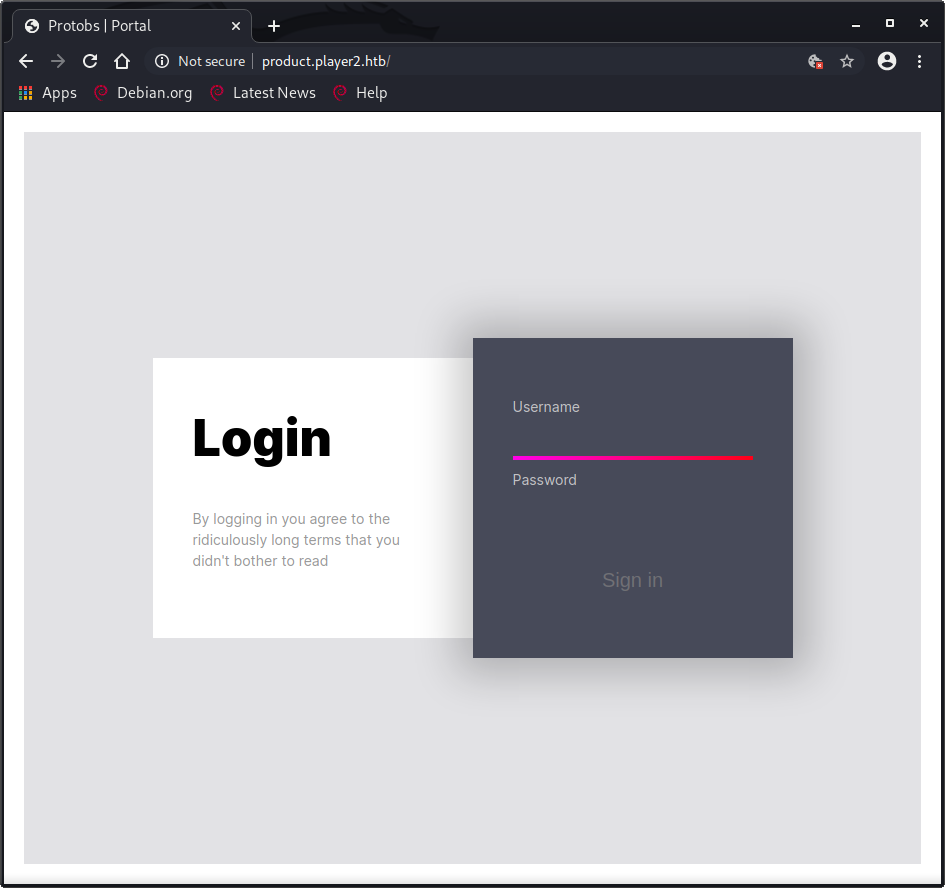 Protobs | Portal
Not secure product.player2.htb/
Apps Debian.org Latest News Help
Login
By logging in you agree to the
ridiculously long terms that you
didn't bother to read
Username
Password
Sign in